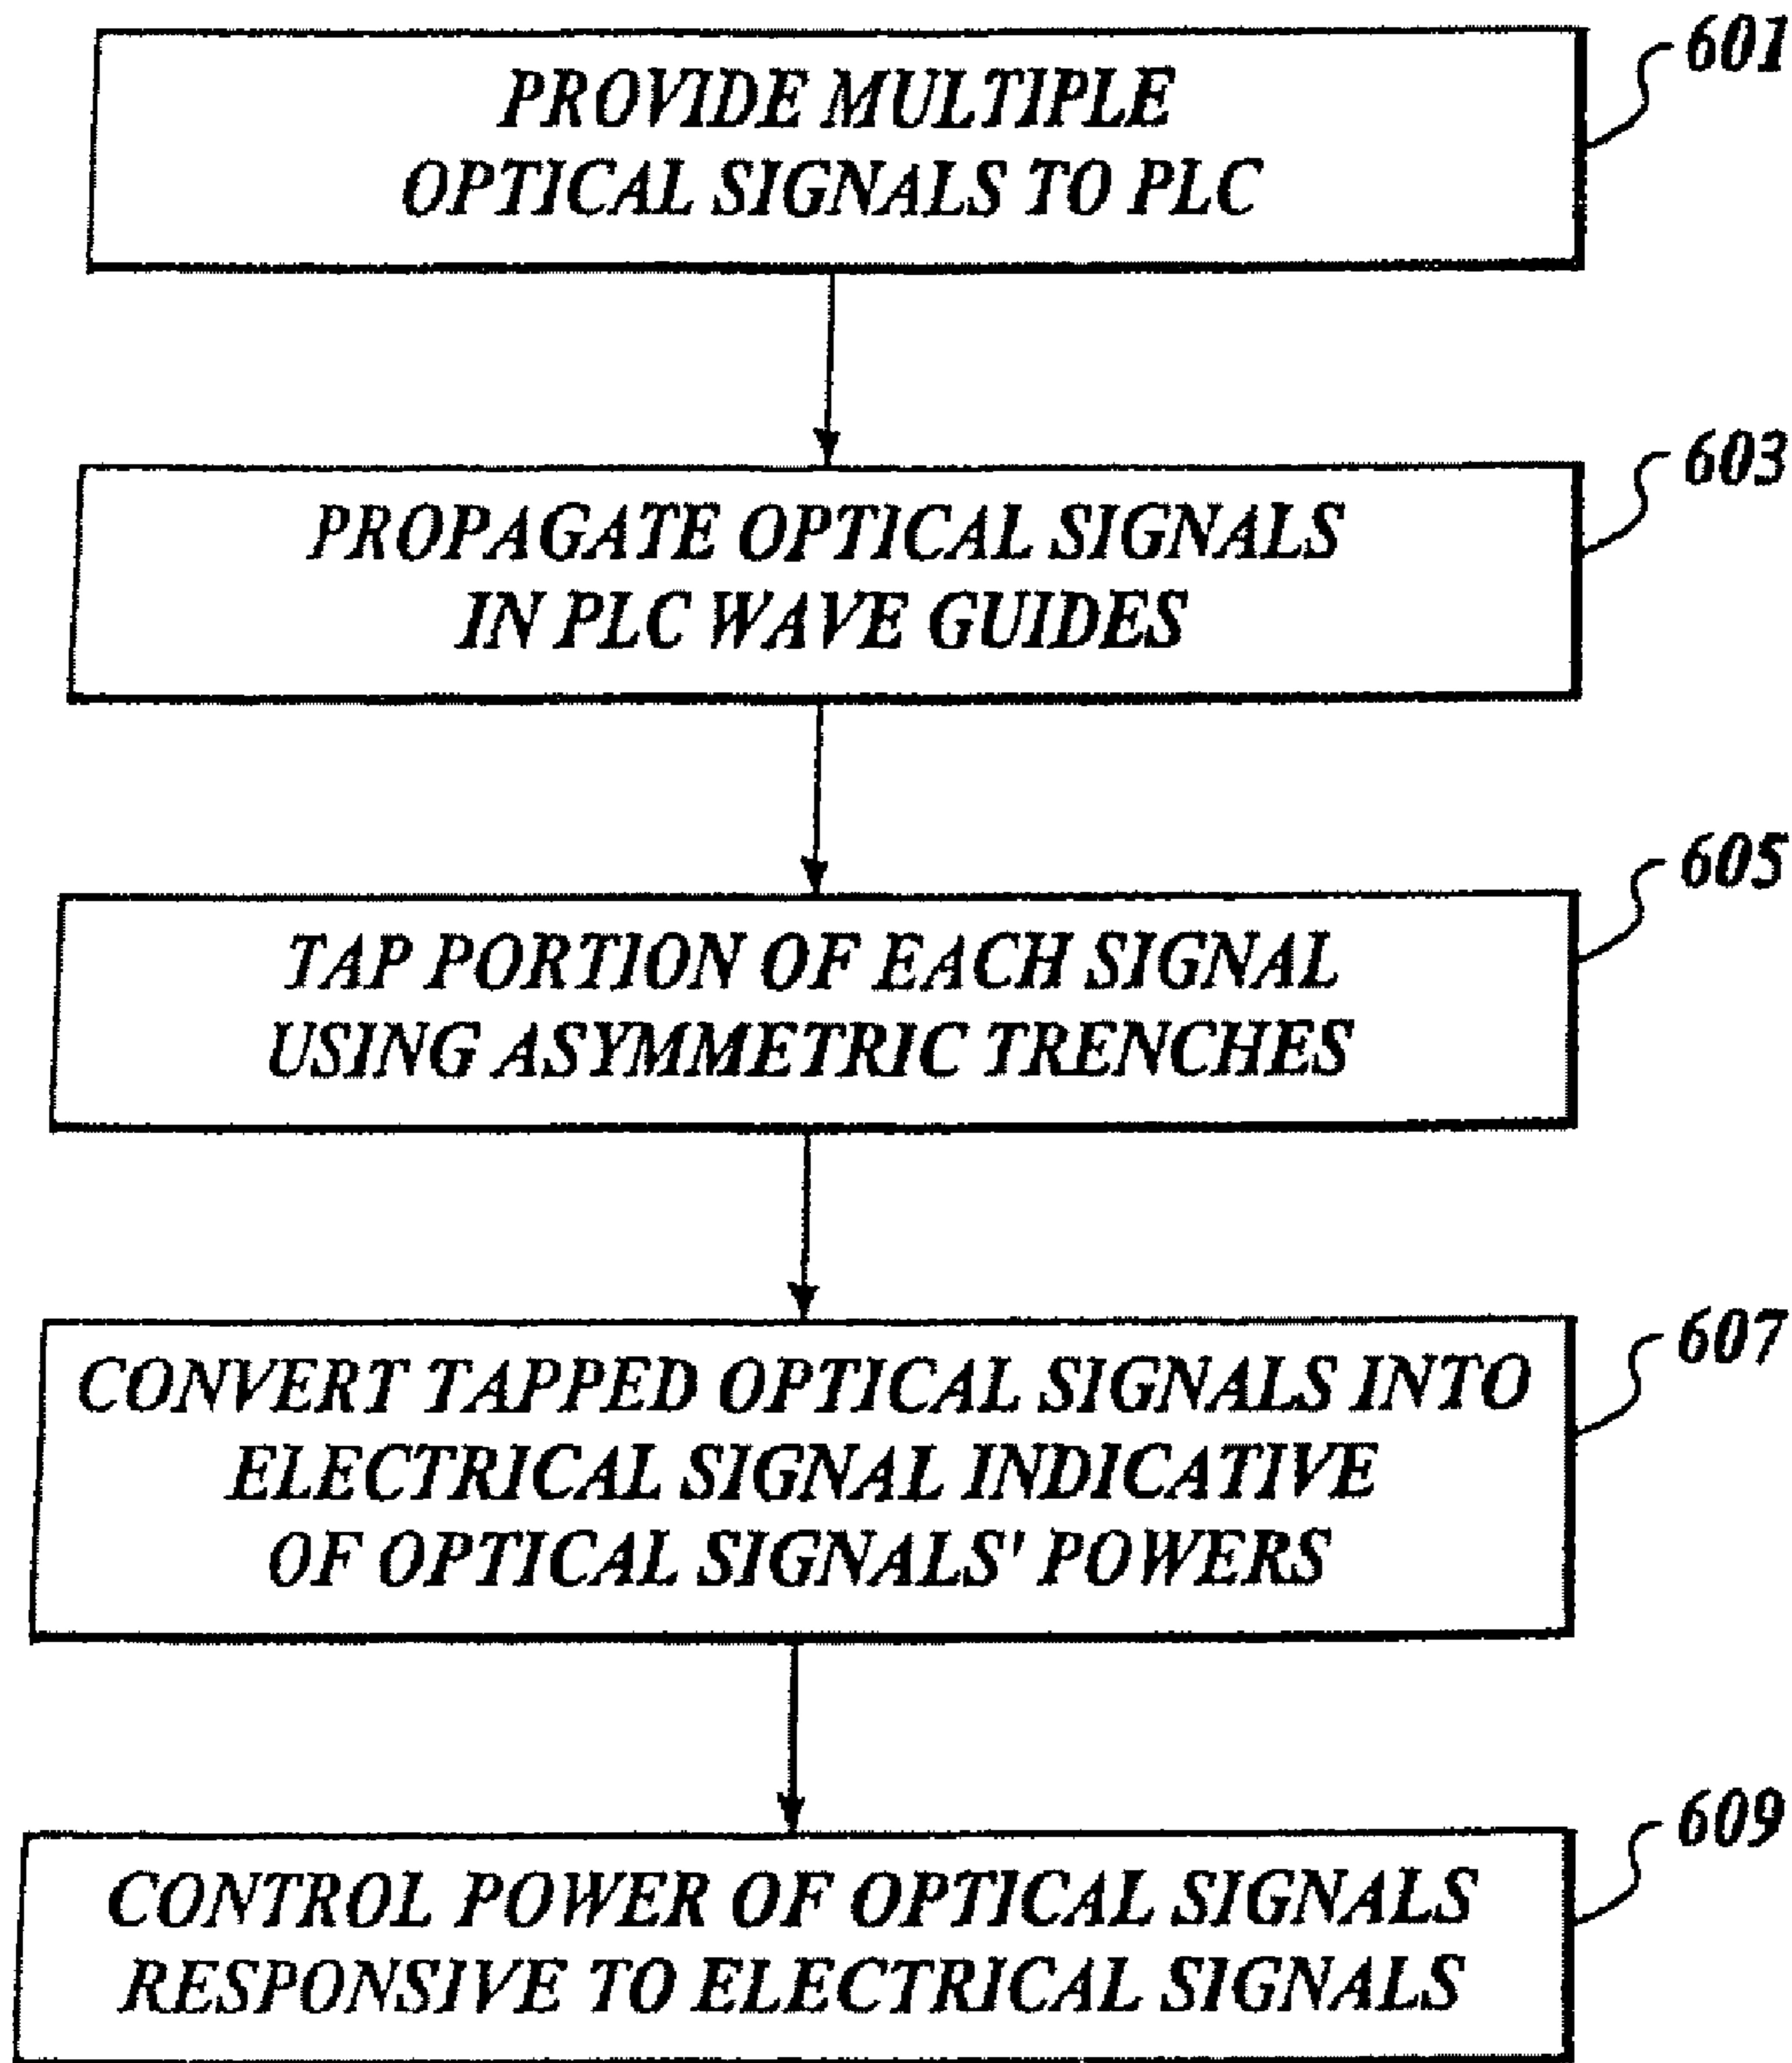 601
PROVIDE MULTIPLE
OPTICAL SIGNALS TO PLC
603
PROPAGATE OPTICAL SIGNALS
IN PLC WAVE GUIDES
605
TAP PORTION OF EACH SIGNAL
USING ASYMMETRIC TRENCHES
607
CONVERT TAPPED OPTICAL SIGNALS INTO
ELECTRICAL SIGNAL INDICATIVE
OF OPTICAL SIGNALS' POWERS
609
CONTROL POWER OF OPTICAL SIGNALS
RESPONSIVE TO ELECTRICAL SIGNALS